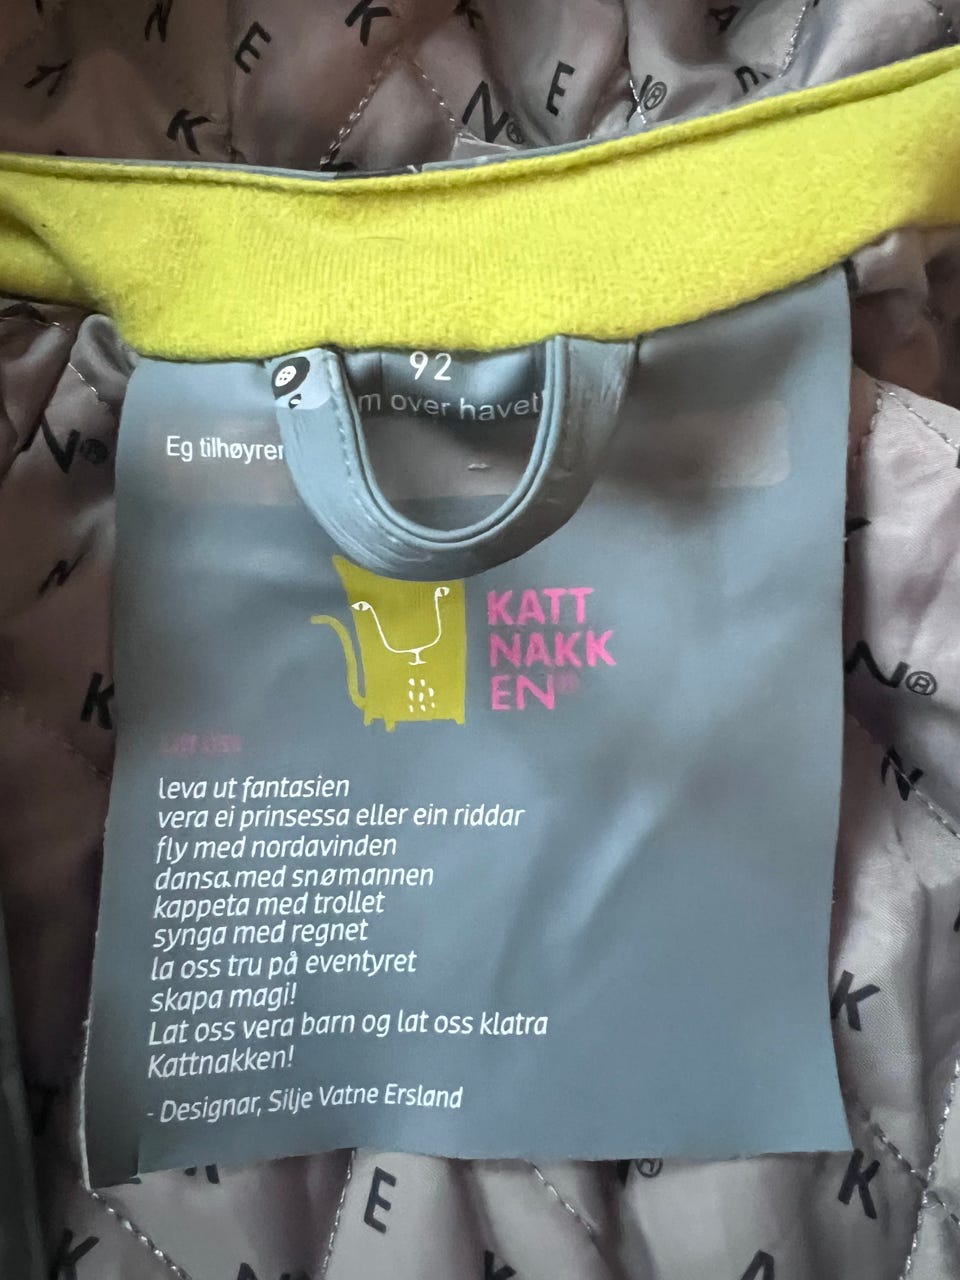 92
m over havet
Eg tilhøyrer
KATT
NAKK
EN®
Lat oss
leva ut fantasien
vera ei prinsessa eller ein riddar
fly med nordavinden
dansa med snømannen
kappeta med trollet
synga med regnet
la oss tru på eventyret
skapa magi!
Lat oss vera barn og lat oss klatra
Kattnakken!
- Designar, Silje Vatne Ersland